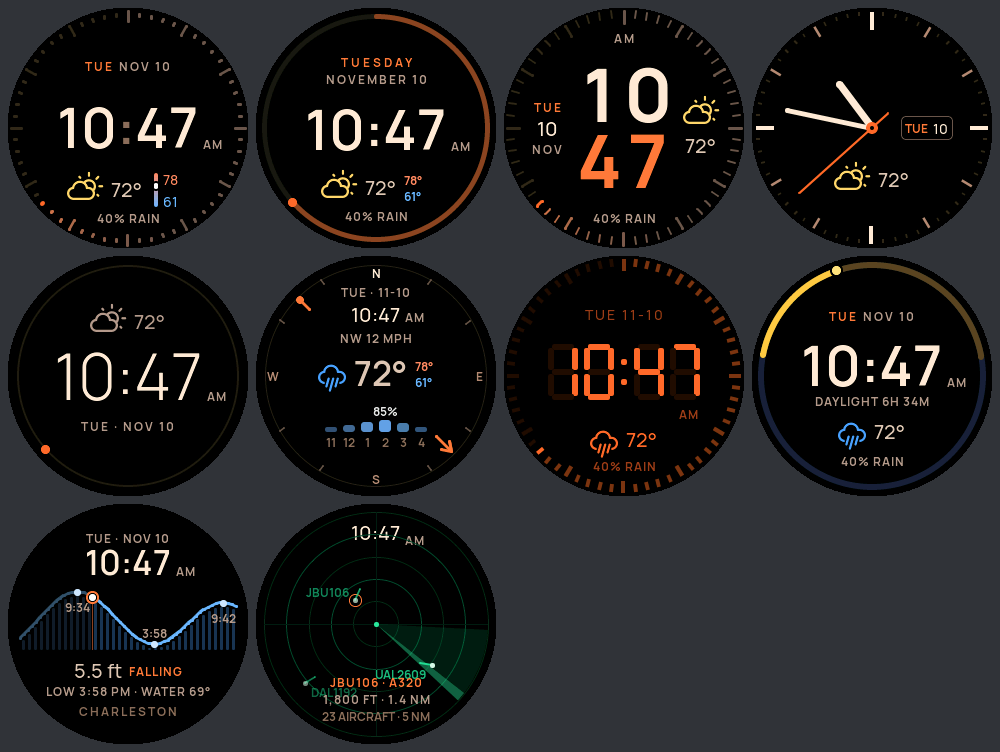 TUE NOV 10
10:47 AM
72°
78
61
40% RAIN
TUESDAY
NOVEMBER 10
10:47 AM
72°
78°
61°
40% RAIN
AM
10
47
TUE
10
NOV
72°
40% RAIN
TUE 10
72°
72°
10:47 AM
TUE · NOV 10
N
TUE · 11-10
10:47 AM
NW 12 MPH
W
72°
78°
61°
E
85%
11 12 1 2 3 4
S
TUE 11-10
10:47
AM
72°
40% RAIN
TUE NOV 10
10:47 AM
DAYLIGHT 6H 34M
72°
40% RAIN
TUE · NOV 10
10:47 AM
9:34
3:58
9:42
5.5 ft FALLING
LOW 3:58 PM · WATER 69°
CHARLESTON
10:47 AM
JBU106
UAL2609
JBU106 · A320
DAL1192
1,800 FT · 1.4 NM
23 AIRCRAFT · 5 NM